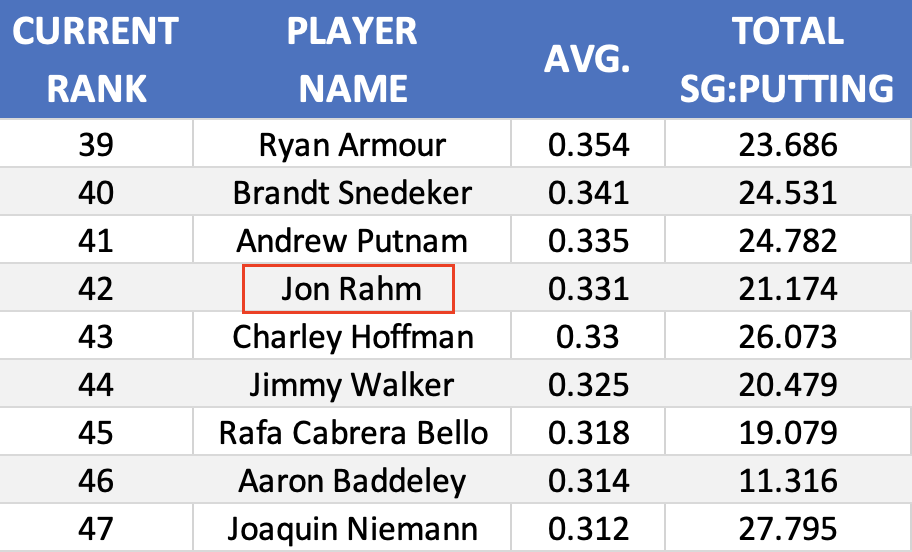 CURRENT RANK PLAYER NAME AVG. TOTAL SG:PUTTING
39 Ryan Armour 0.354 23.686
40 Brandt Snedeker 0.341 24.531
41 Andrew Putnam 0.335 24.782
42 Jon Rahm 0.331 21.174
43 Charley Hoffman 0.33 26.073
44 Jimmy Walker 0.325 20.479
45 Rafa Cabrera Bello 0.318 19.079
46 Aaron Baddeley 0.314 11.316
47 Joaquin Niemann 0.312 27.795